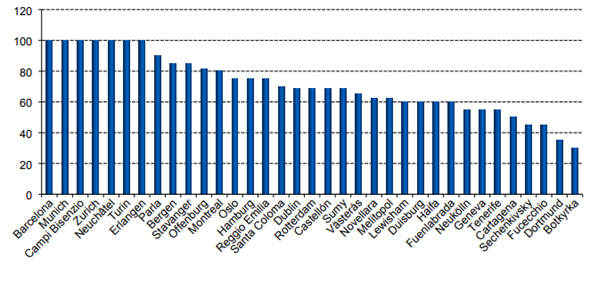 120
100
80
60
40
20
0
Barcelona
Munich
Campi Bisenzio
Zurich
Neuchâtel
Turin
Erlangen
Parla
Bergen
Stavanger
Offenburg
Montreal
Oslo
Hamburg
Reggio Emilia
Santa Coloma
Dublin
Rotterdam
Castellón
Sumy
Västerås
Novellara
Melitopol
Lewisham
Duisburg
Haifa
Fuenlabrada
Neukoln
Geneva
Tenerife
Cartagena
Sechenkivsky
Fucecchio
Dortmund
Botkyrka